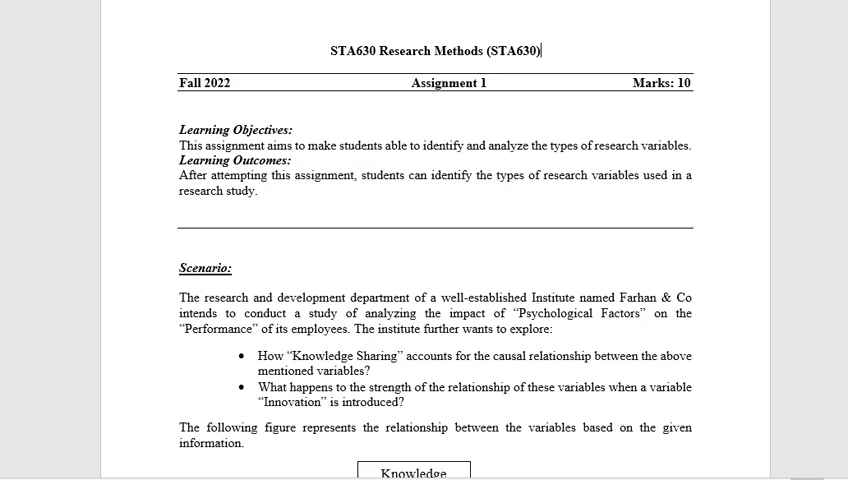 STA630 Research Methods (STA630)
Fall 2022 Assignment 1 Marks: 10
Learning Objectives:
This assignment aims to make students able to identify and analyze the types of research variables.
Learning Outcomes:
After attempting this assignment, students can identify the types of research variables used in a
research study.
Scenario:
The research and development department of a well-established Institute named Farhan & Co
intends to conduct a study of analyzing the impact of “Psychological Factors” on the
“Performance” of its employees. The institute further wants to explore:
• How “Knowledge Sharing” accounts for the causal relationship between the above
mentioned variables?
• What happens to the strength of the relationship of these variables when a variable
“Innovation” is introduced?
The following figure represents the relationship between the variables based on the given
information.
Knowledge